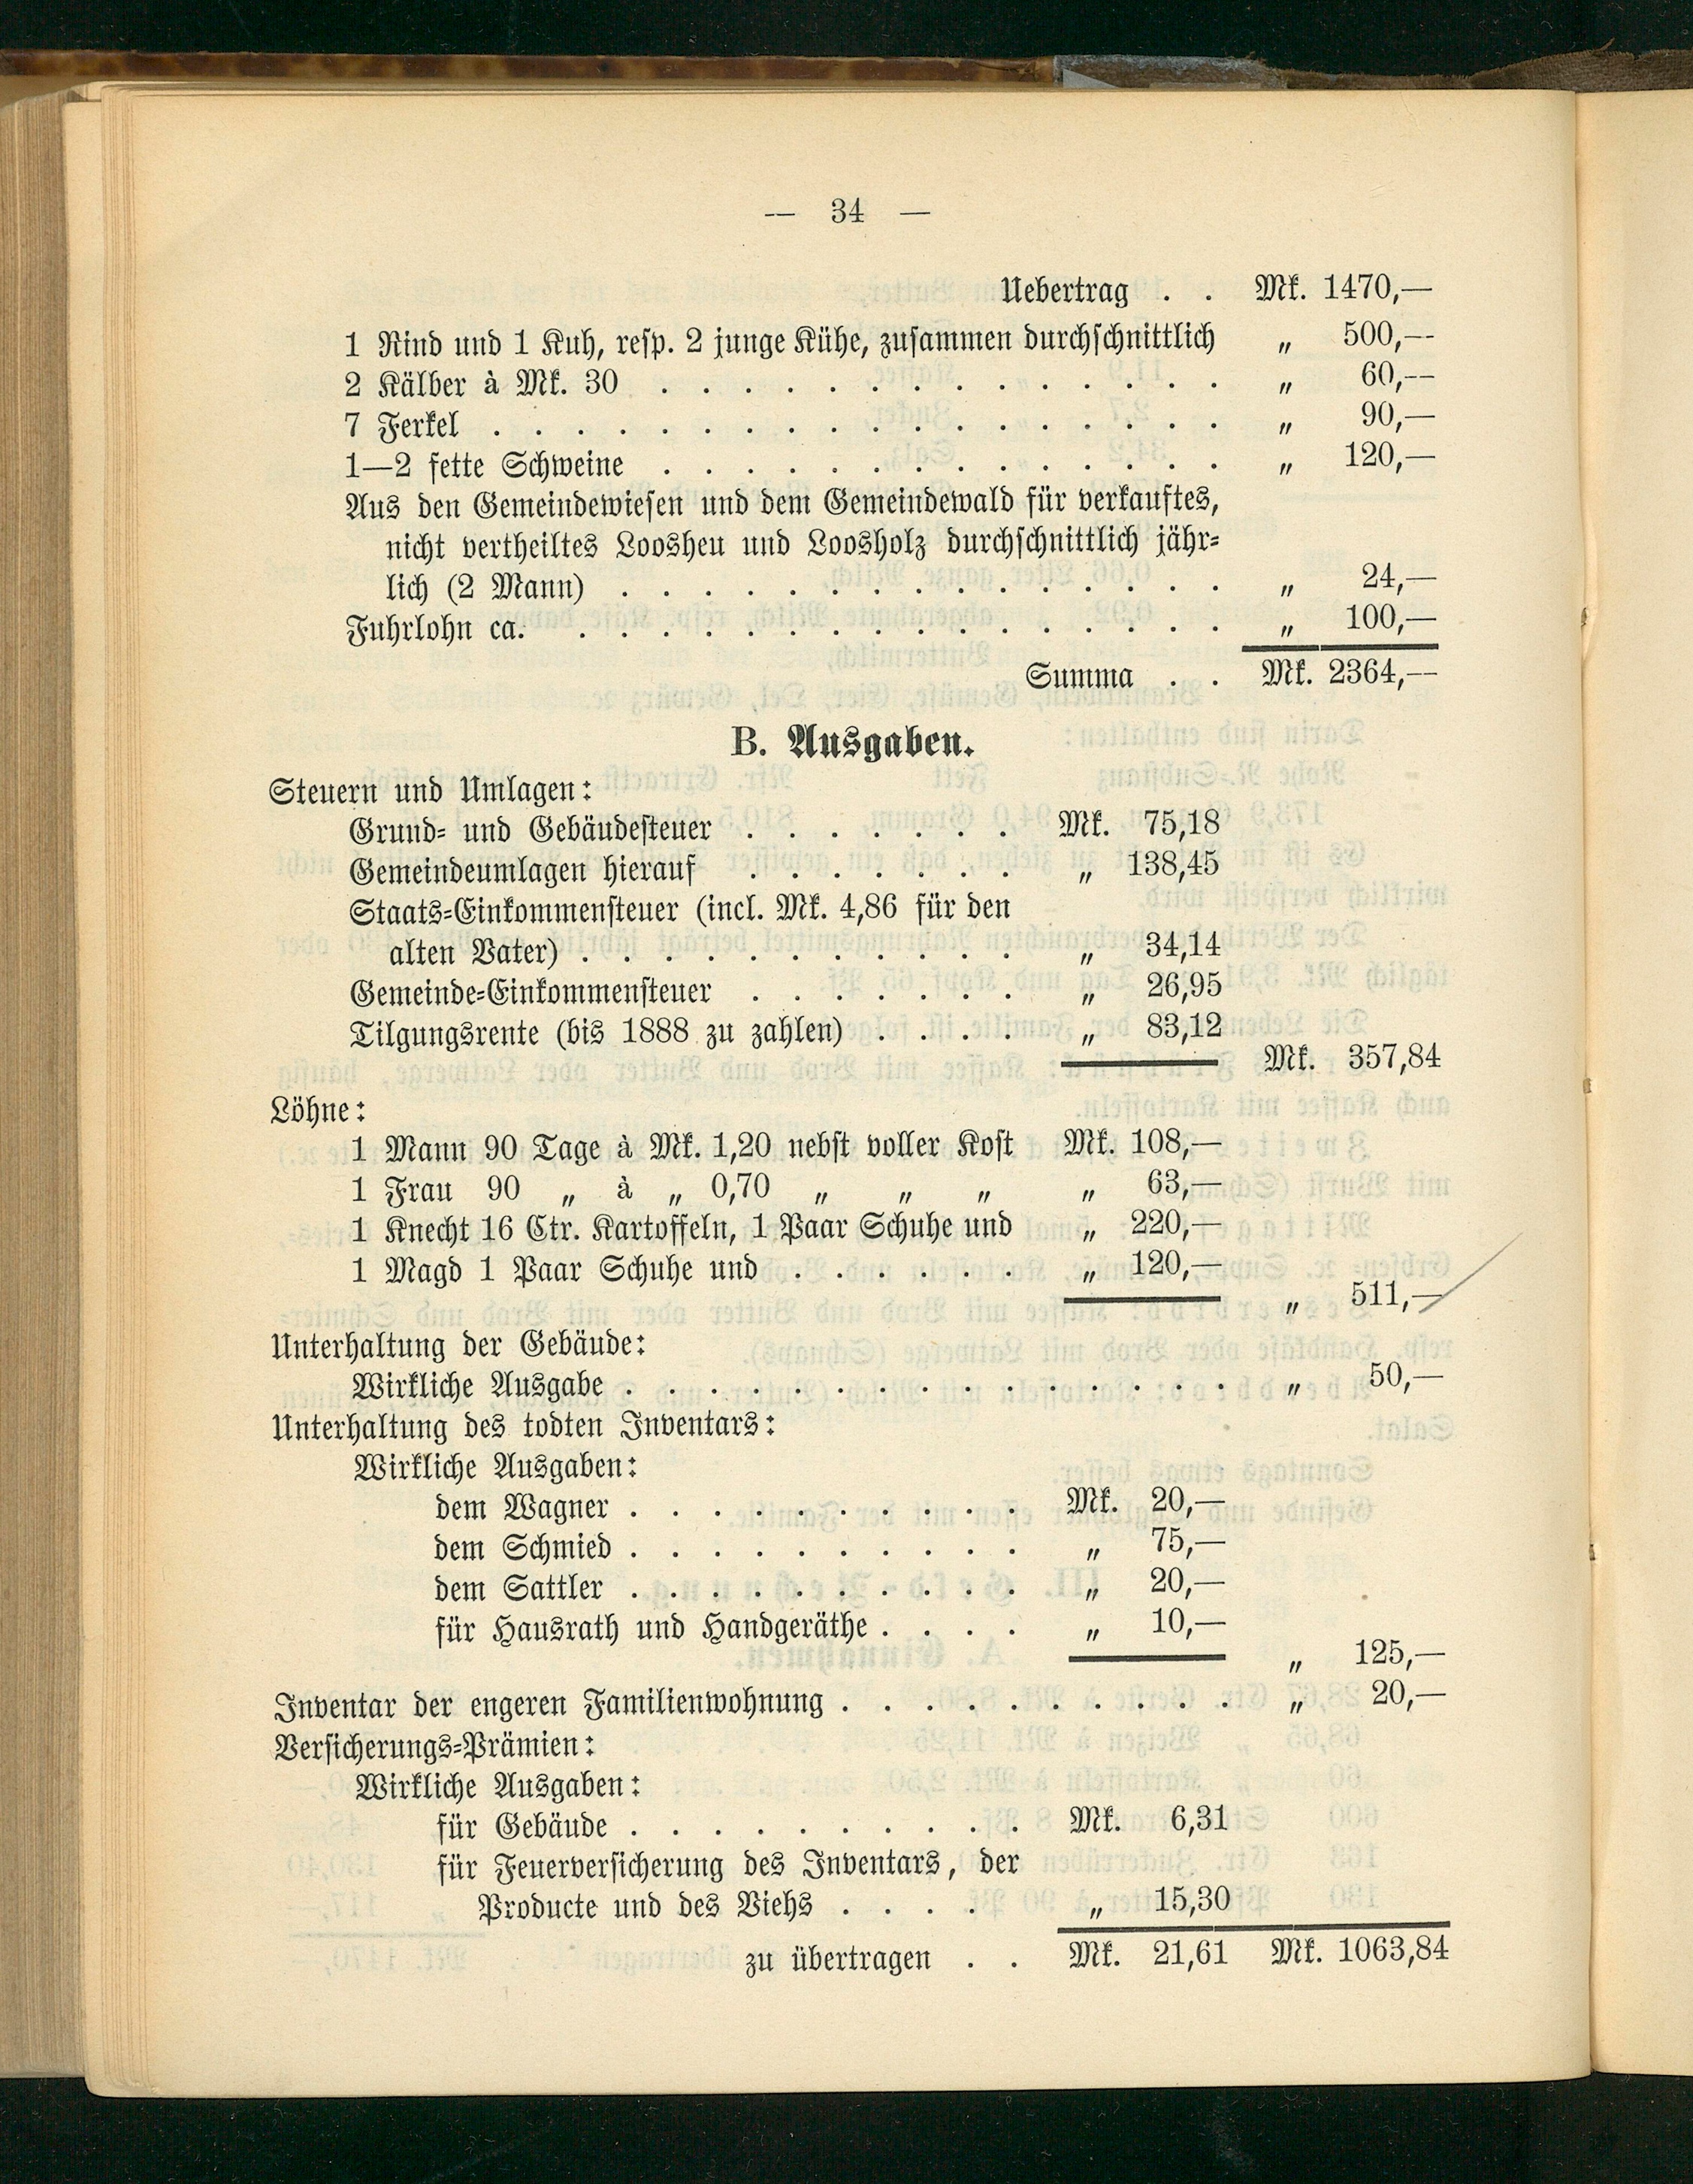 — 34 —
Uebertrag . . Mk. 1470,—
1 Rind und 1 Kuh, resp. 2 junge Kühe, zusammen durchschnittlich „ 500,—
2 Kälber à Mk. 30 . . . . . . . . . . . . . . „ 60,—
7 Ferkel . . . . . . . . . . . . . . . . . . „ 90,—
1—2 fette Schweine . . . . . . . . . . . . . . „ 120,—
Aus den Gemeindewiesen und dem Gemeindewald für verkauftes,
nicht vertheiltes Loosheu und Loosholz durchschnittlich jähr-
lich (2 Mann) . . . . . . . . . . . . . . . „ 24,—
Fuhrlohn ca. . . . . . . . . . . . . . . . . „ 100,—
Summa . . Mk. 2364,—
B. Ausgaben.
Steuern und Umlagen:
Grund- und Gebäudesteuer . . . . . . . Mk. 75,18
Gemeindeumlagen hierauf . . . . . . . „ 138,45
Staats-Einkommensteuer (incl. Mk. 4,86 für den
alten Vater) . . . . . . . . . . . „ 34,14
Gemeinde-Einkommensteuer . . . . . . . „ 26,95
Tilgungsrente (bis 1888 zu zahlen) . . . . „ 83,12
Mk. 357,84
Löhne:
1 Mann 90 Tage à Mk. 1,20 nebst voller Kost Mk. 108,—
1 Frau 90 „ à „ 0,70 „ „ „ „ 63,—
1 Knecht 16 Ctr. Kartoffeln, 1 Paar Schuhe und „ 220,—
1 Magd 1 Paar Schuhe und . . . . . . „ 120,—
„ 511,—
Unterhaltung der Gebäude:
Wirkliche Ausgabe . . . . . . . . . . . . . . . „ 50,—
Unterhaltung des todten Inventars:
Wirkliche Ausgaben:
dem Wagner . . . . . . . . . . Mk. 20,—
dem Schmied . . . . . . . . . . „ 75,—
dem Sattler . . . . . . . . . . „ 20,—
für Hausrath und Handgeräthe . . . . „ 10,—
„ 125,—
Inventar der engeren Familienwohnung . . . . . . . . . . „ 20,—
Versicherungs-Prämien:
Wirkliche Ausgaben:
für Gebäude . . . . . . . . . . Mk. 6,31
für Feuerversicherung des Inventars, der
Producte und des Viehs . . . . „ 15,30
zu übertragen . . Mk. 21,61 Mk. 1063,84